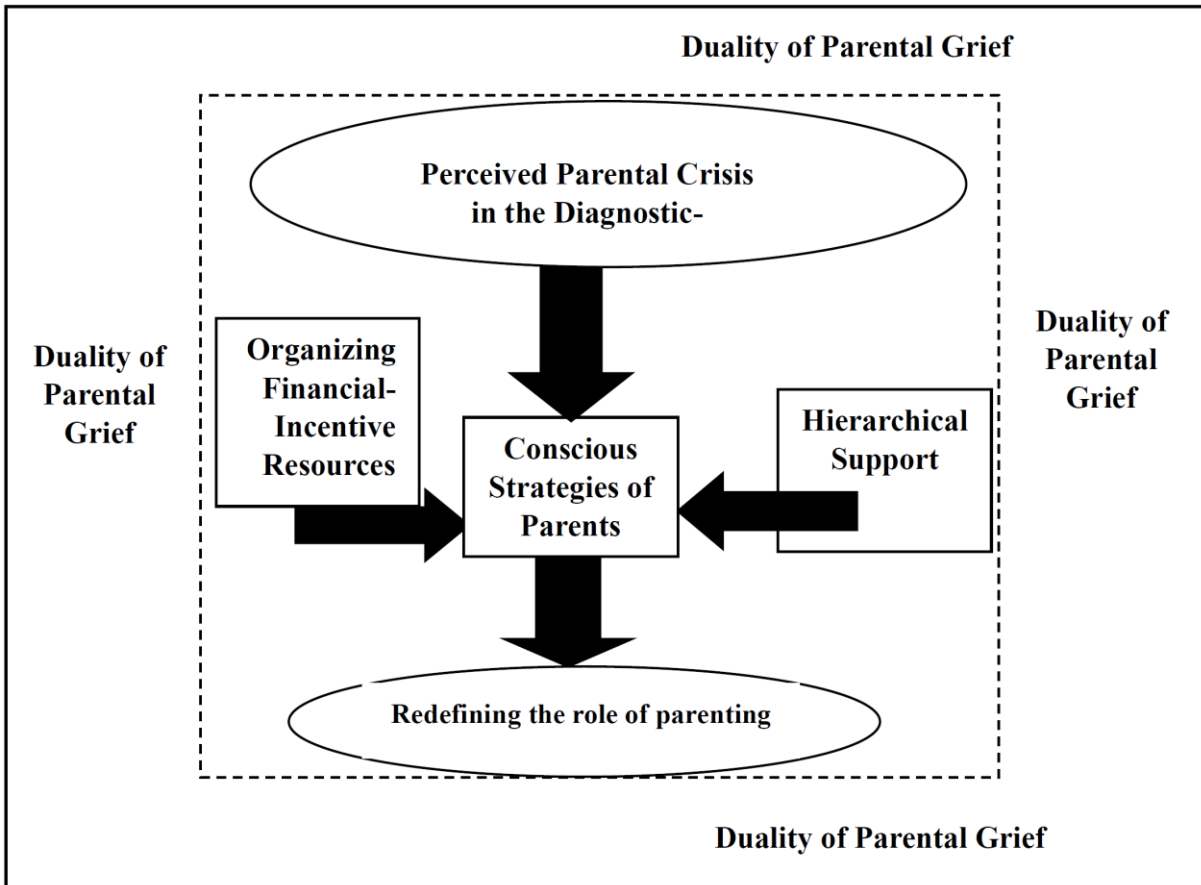 Duality of Parental Grief
Perceived Parental Crisis
in the Diagnostic-
Duality of
Parental
Grief
Organizing
Financial-
Incentive
Resources
Conscious
Strategies of
Parents
Hierarchical
Support
Duality of
Parental
Grief
Redefining the role of parenting
Duality of Parental Grief